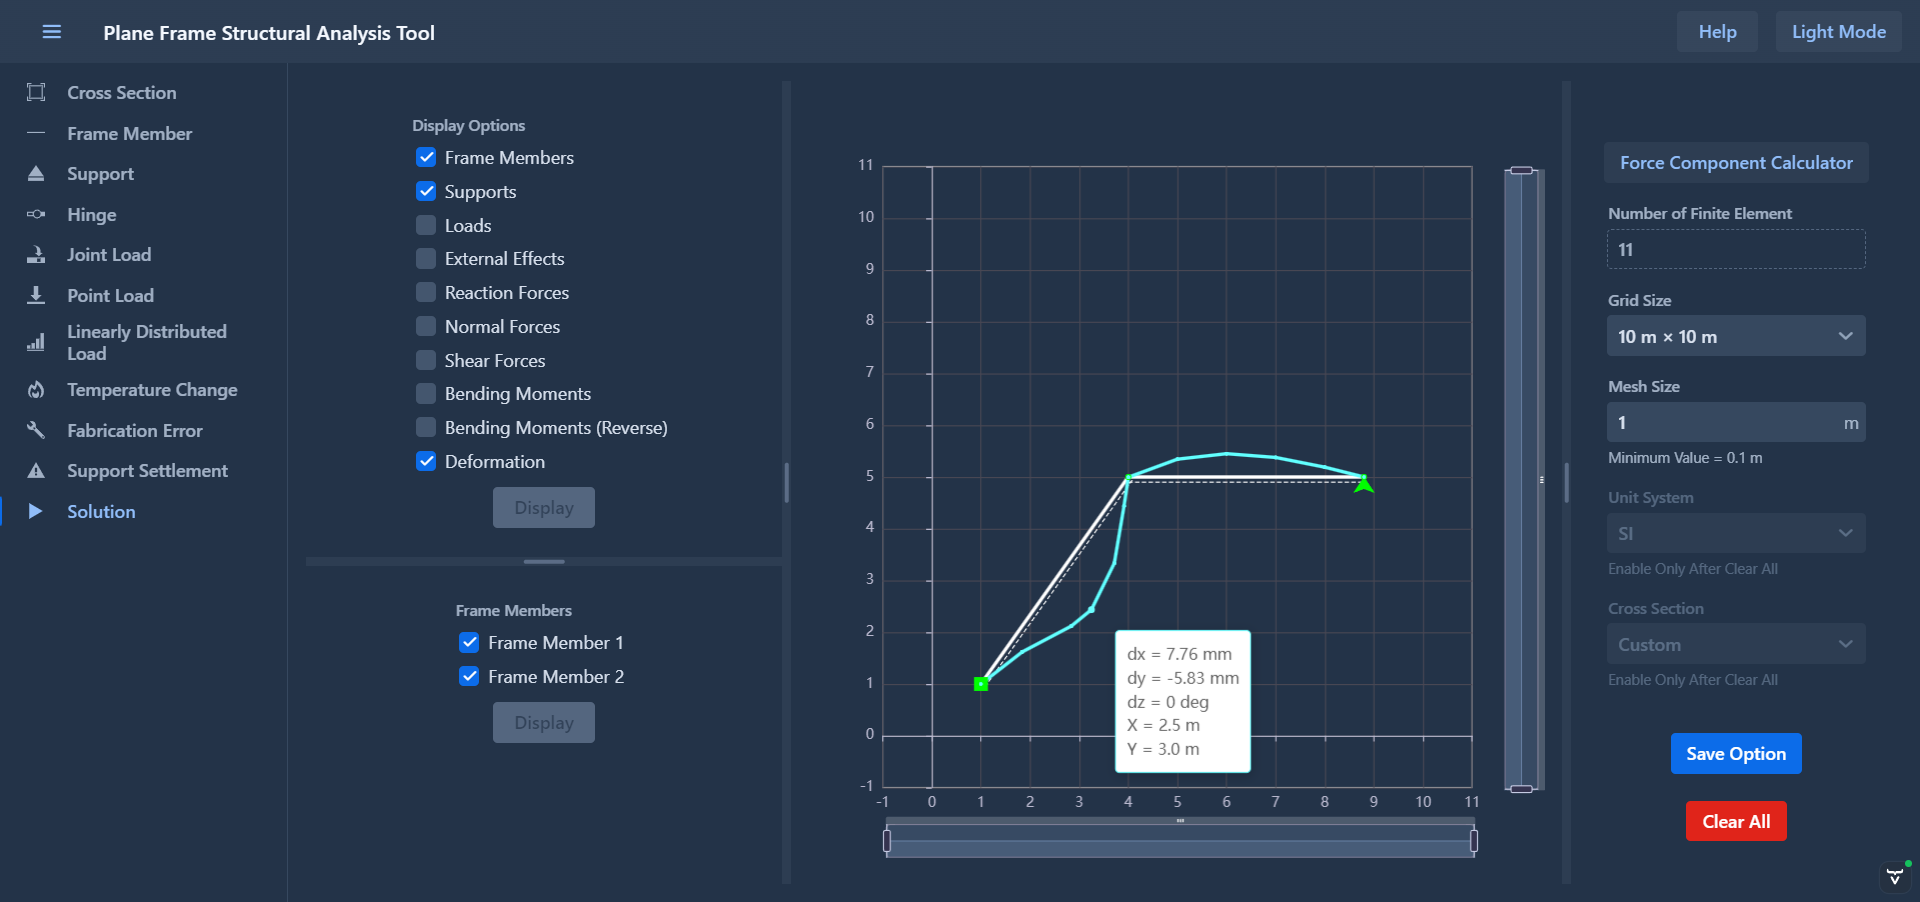 Plane Frame Structural Analysis Tool
Help
Light Mode
Cross Section
Frame Member
Support
Hinge
Joint Load
Point Load
Linearly Distributed
Load
Temperature Change
Fabrication Error
Support Settlement
Solution
Display Options
Frame Members
Supports
Loads
External Effects
Reaction Forces
Normal Forces
Shear Forces
Bending Moments
Bending Moments (Reverse)
Deformation
Display
Frame Members
Frame Member 1
Frame Member 2
Display
11
10
9
8
7
6
5
4
3
2
1
0
-1
-1 0 1 2 3 4 5 6 7 8 9 10 11
dx = 7.76 mm
dy = -5.83 mm
dz = 0 deg
X = 2.5 m
Y = 3.0 m
Force Component Calculator
Number of Finite Element
11
Grid Size
10 m × 10 m
Mesh Size
1 m
Minimum Value = 0.1 m
Unit System
SI
Enable Only After Clear All
Cross Section
Custom
Enable Only After Clear All
Save Option
Clear All